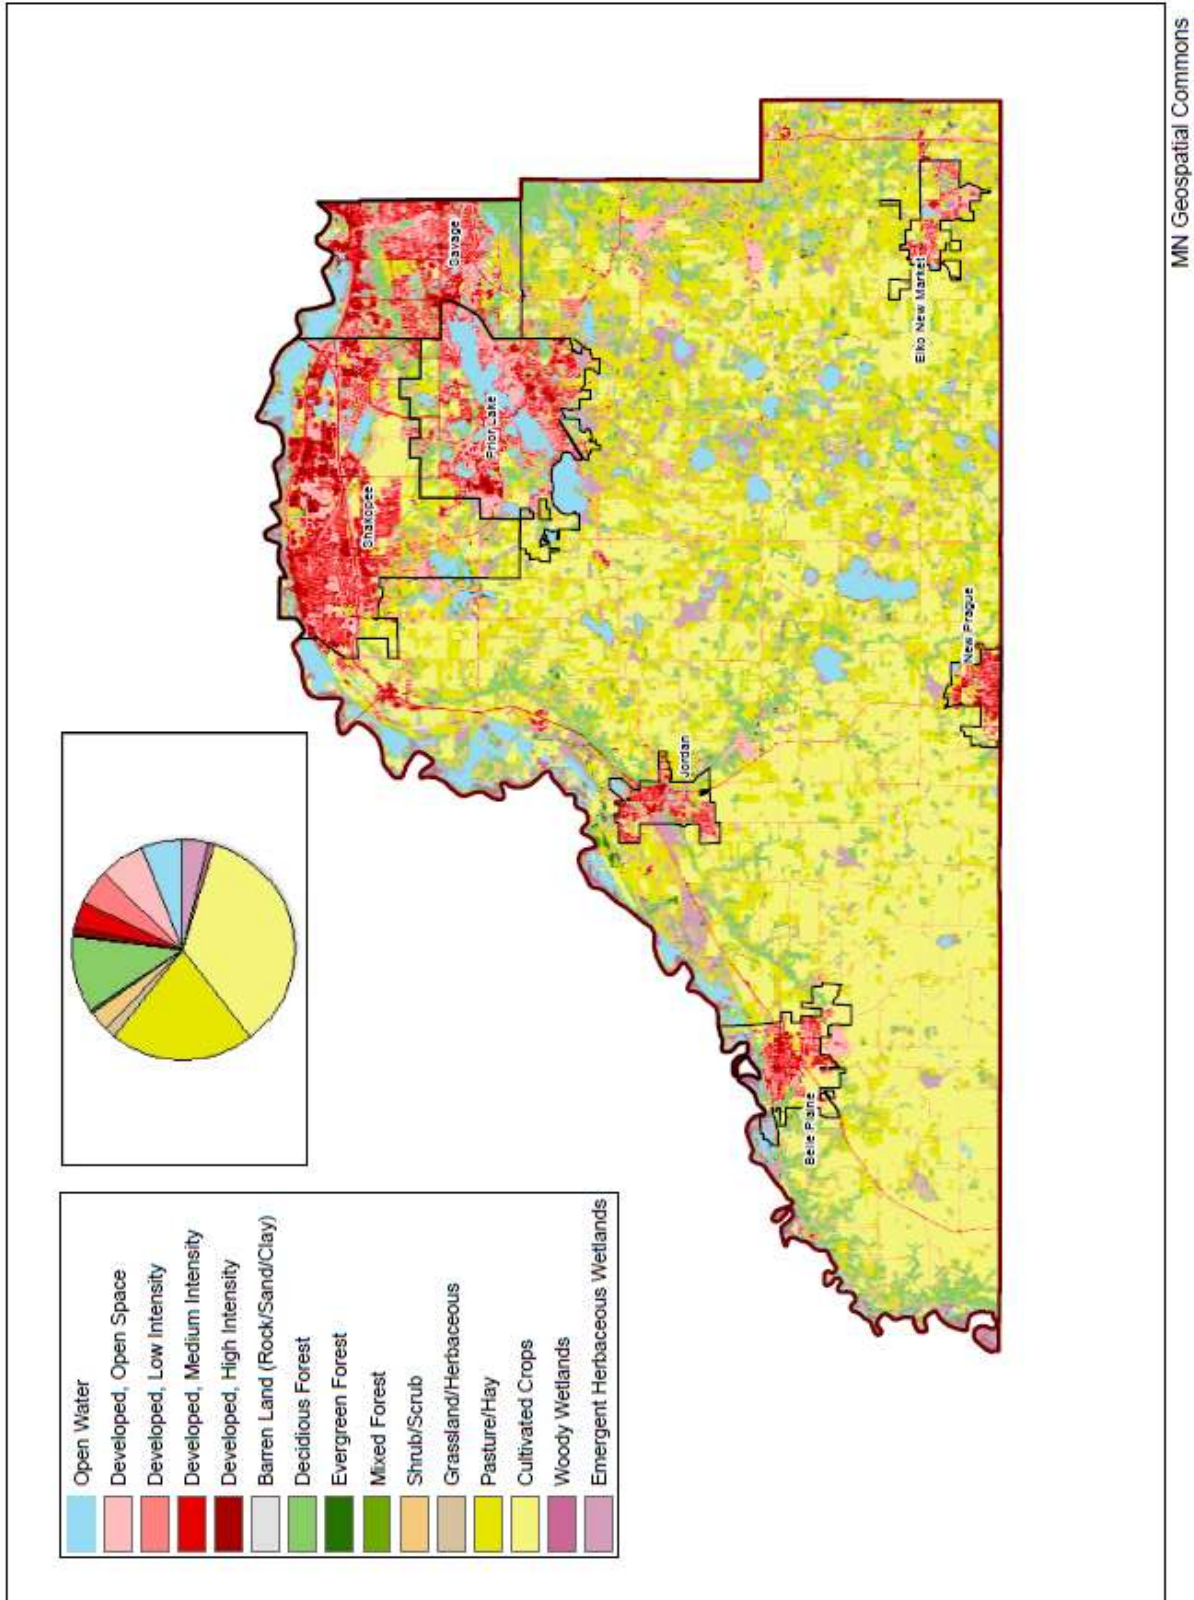 Open Water
Developed, Open Space
Developed, Low Intensity
Developed, Medium Intensity
Developed, High Intensity
Barren Land (Rock/Sand/Clay)
Decidious Forest
Evergreen Forest
Mixed Forest
Shrub/Scrub
Grassland/Herbaceous
Pasture/Hay
Cultivated Crops
Woody Wetlands
Emergent Herbaceous Wetlands
Shakopee
Savage
Prior Lake
Jordan
Belle Plaine
Elko New Market
New Prague
MN Geospatial Commons